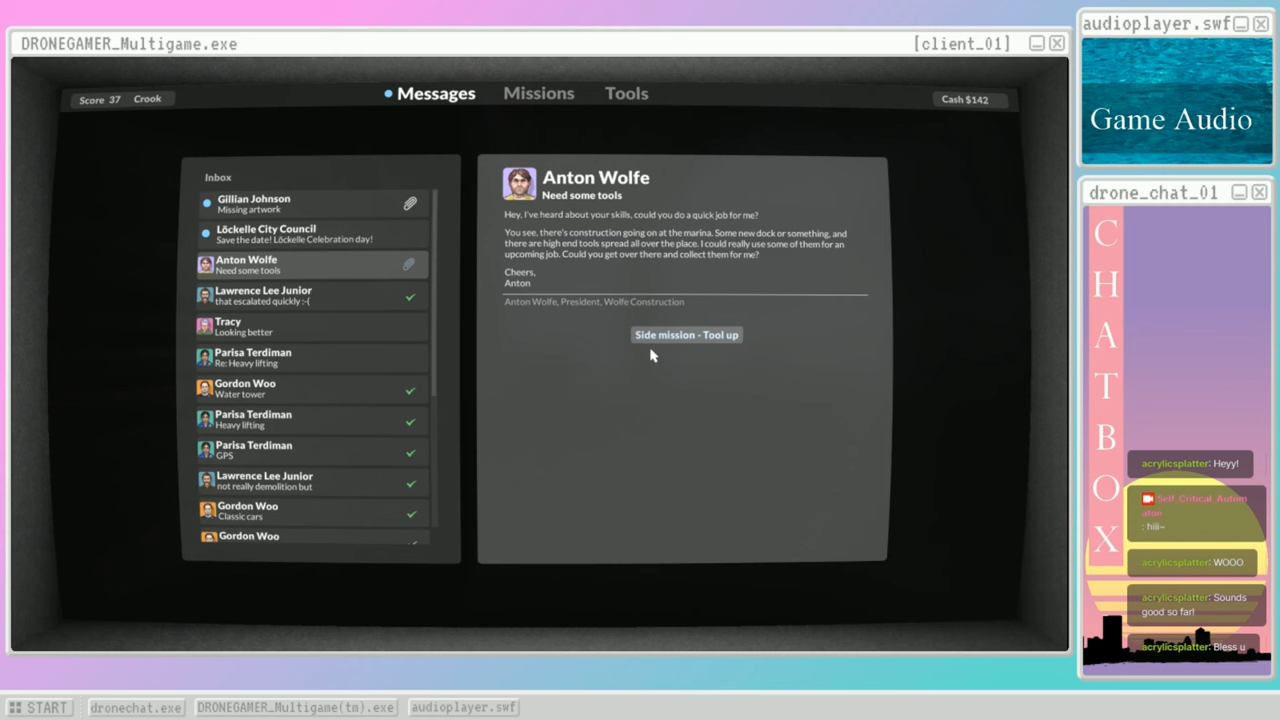 DRONEGAMER_Multigame.exe
[client_01]
Score 37 Crook
Messages Missions Tools
Cash $142
Inbox
Gillian Johnson
Missing artwork
Löckelle City Council
Save the date! Löckelle Celebration day!
Anton Wolfe
Need some tools
Lawrence Lee Junior
that escalated quickly :-(
Tracy
Looking better
Parisa Terdiman
Re: Heavy lifting
Gordon Woo
Water tower
Parisa Terdiman
Heavy lifting
Parisa Terdiman
GPS
Lawrence Lee Junior
not really demolition but
Gordon Woo
Classic cars
Gordon Woo
Anton Wolfe
Need some tools
Hey, I've heard about your skills, could you do a quick job for me?
You see, there's construction going on at the marina. Some new dock or something, and
there are high end tools spread all over the place. I could really use some of them for an
upcoming job. Could you get over there and collect them for me?
Cheers,
Anton
Anton Wolfe, President, Wolfe Construction
Side mission - Tool up
audioplayer.swf
Game Audio
drone_chat_01
CHATBOX
acrylicsplatter: Heyy!
Self_Critical_Autom
aton
: hiii~
acrylicsplatter: WOOO
acrylicsplatter: Sounds
good so far!
acrylicsplatter: Bless u
START
dronechat.exe
DRONEGAMER_Multigame(tm).exe
audioplayer.swf